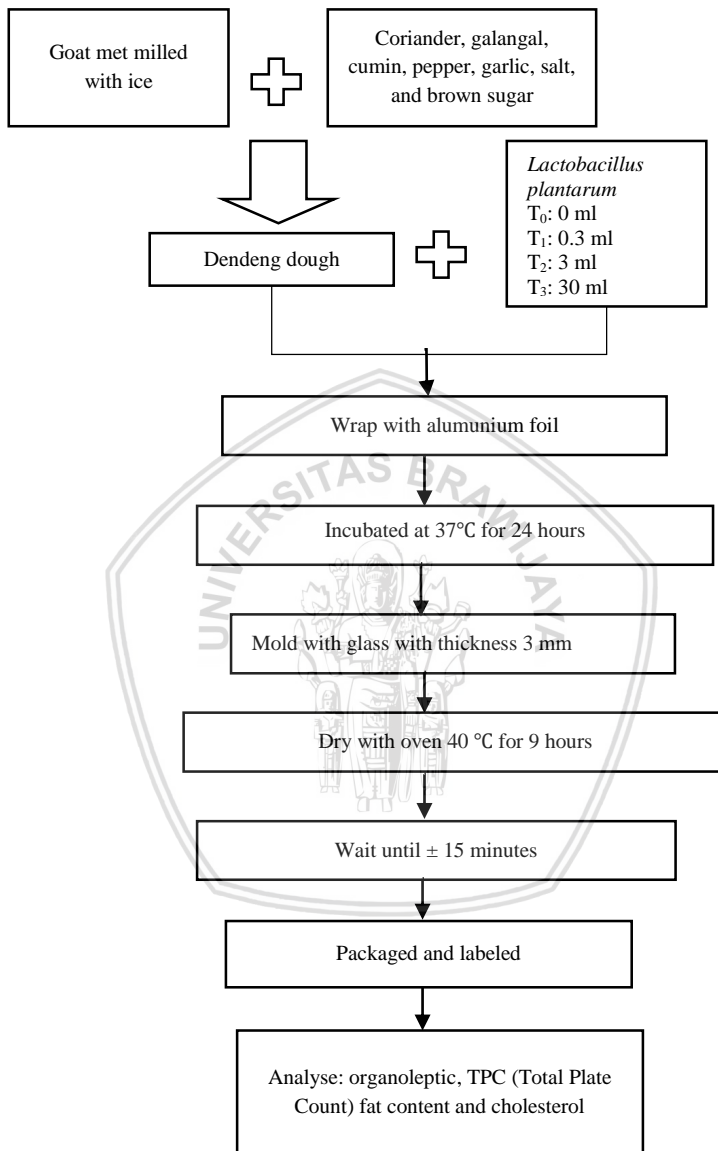 Goat met milled
with ice
Coriander, galangal,
cumin, pepper, garlic, salt,
and brown sugar
Lactobacillus
plantarum
T₀: 0 ml
T₁: 0.3 ml
T₂: 3 ml
T₃: 30 ml
Dendeng dough
Wrap with alumunium foil
UNIVERSITAS BRAWIJAYA
Incubated at 37℃ for 24 hours
Mold with glass with thickness 3 mm
Dry with oven 40 ℃ for 9 hours
Wait until ± 15 minutes
Packaged and labeled
Analyse: organoleptic, TPC (Total Plate
Count) fat content and cholesterol